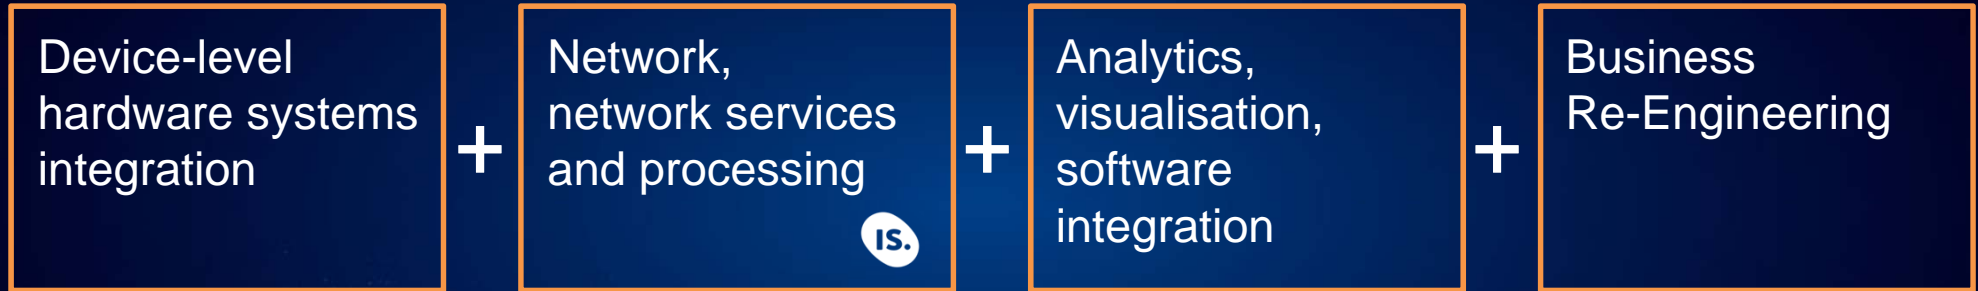 Device-level
hardware systems
integration
+
Network,
network services
and processing
IS.
+
Analytics,
visualisation,
software
integration
+
Business
Re-Engineering